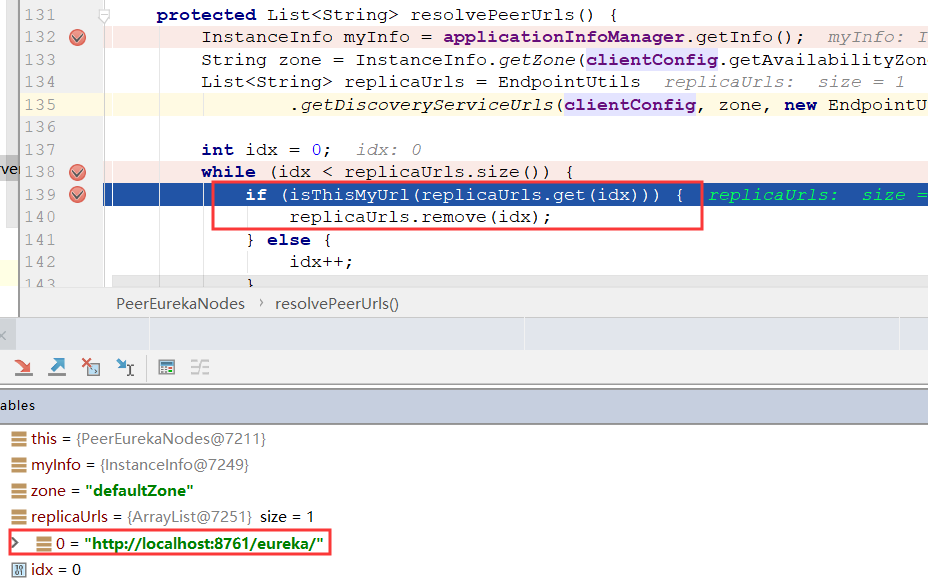 131 protected List<String> resolvePeerUrls() {
132 InstanceInfo myInfo = applicationInfoManager.getInfo(); myInfo: I
133 String zone = InstanceInfo.getZone(clientConfig.getAvailabilityZon
134 List<String> replicaUrls = EndpointUtils replicaUrls: size = 1
135 .getDiscoveryServiceUrls(clientConfig, zone, new EndpointU
136
137 int idx = 0; idx: 0
138 while (idx < replicaUrls.size()) {
139 if (isThisMyUrl(replicaUrls.get(idx))) { replicaUrls: size =
140 replicaUrls.remove(idx);
141 } else {
142 idx++;
143 }
PeerEurekaNodes › resolvePeerUrls()
ables
this = {PeerEurekaNodes@7211}
myInfo = {InstanceInfo@7249}
zone = "defaultZone"
replicaUrls = {ArrayList@7251} size = 1
0 = "http://localhost:8761/eureka/"
idx = 0